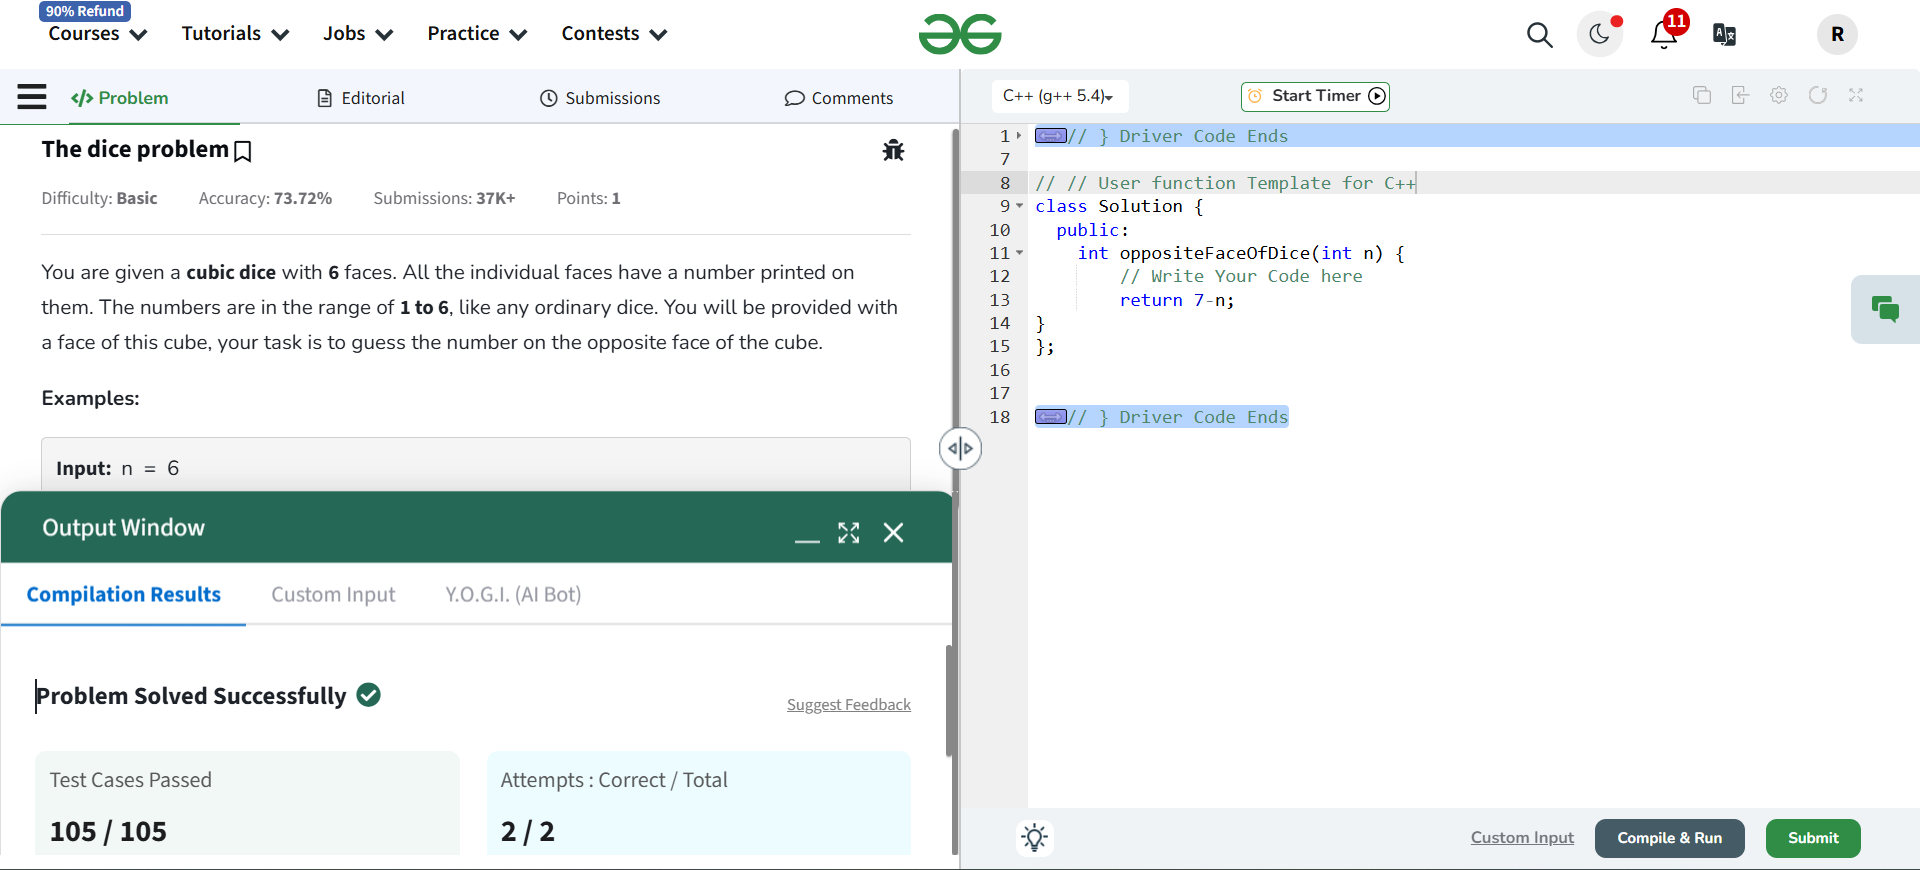 90% Refund
Courses Tutorials Jobs Practice Contests
11
R
</> Problem Editorial Submissions Comments
The dice problem
Difficulty: Basic Accuracy: 73.72% Submissions: 37K+ Points: 1
You are given a cubic dice with 6 faces. All the individual faces have a number printed on
them. The numbers are in the range of 1 to 6, like any ordinary dice. You will be provided with
a face of this cube, your task is to guess the number on the opposite face of the cube.
Examples:
Input: n = 6
Output Window
Compilation Results Custom Input Y.O.G.I. (AI Bot)
Problem Solved Successfully
Suggest Feedback
Test Cases Passed
105 / 105
Attempts : Correct / Total
2 / 2
C++ (g++ 5.4)
Start Timer
1 // } Driver Code Ends
7
8 // // User function Template for C++
9 class Solution {
10 public:
11 int oppositeFaceOfDice(int n) {
12 // Write Your Code here
13 return 7-n;
14 }
15 };
16
17
18 // } Driver Code Ends
Custom Input Compile & Run Submit